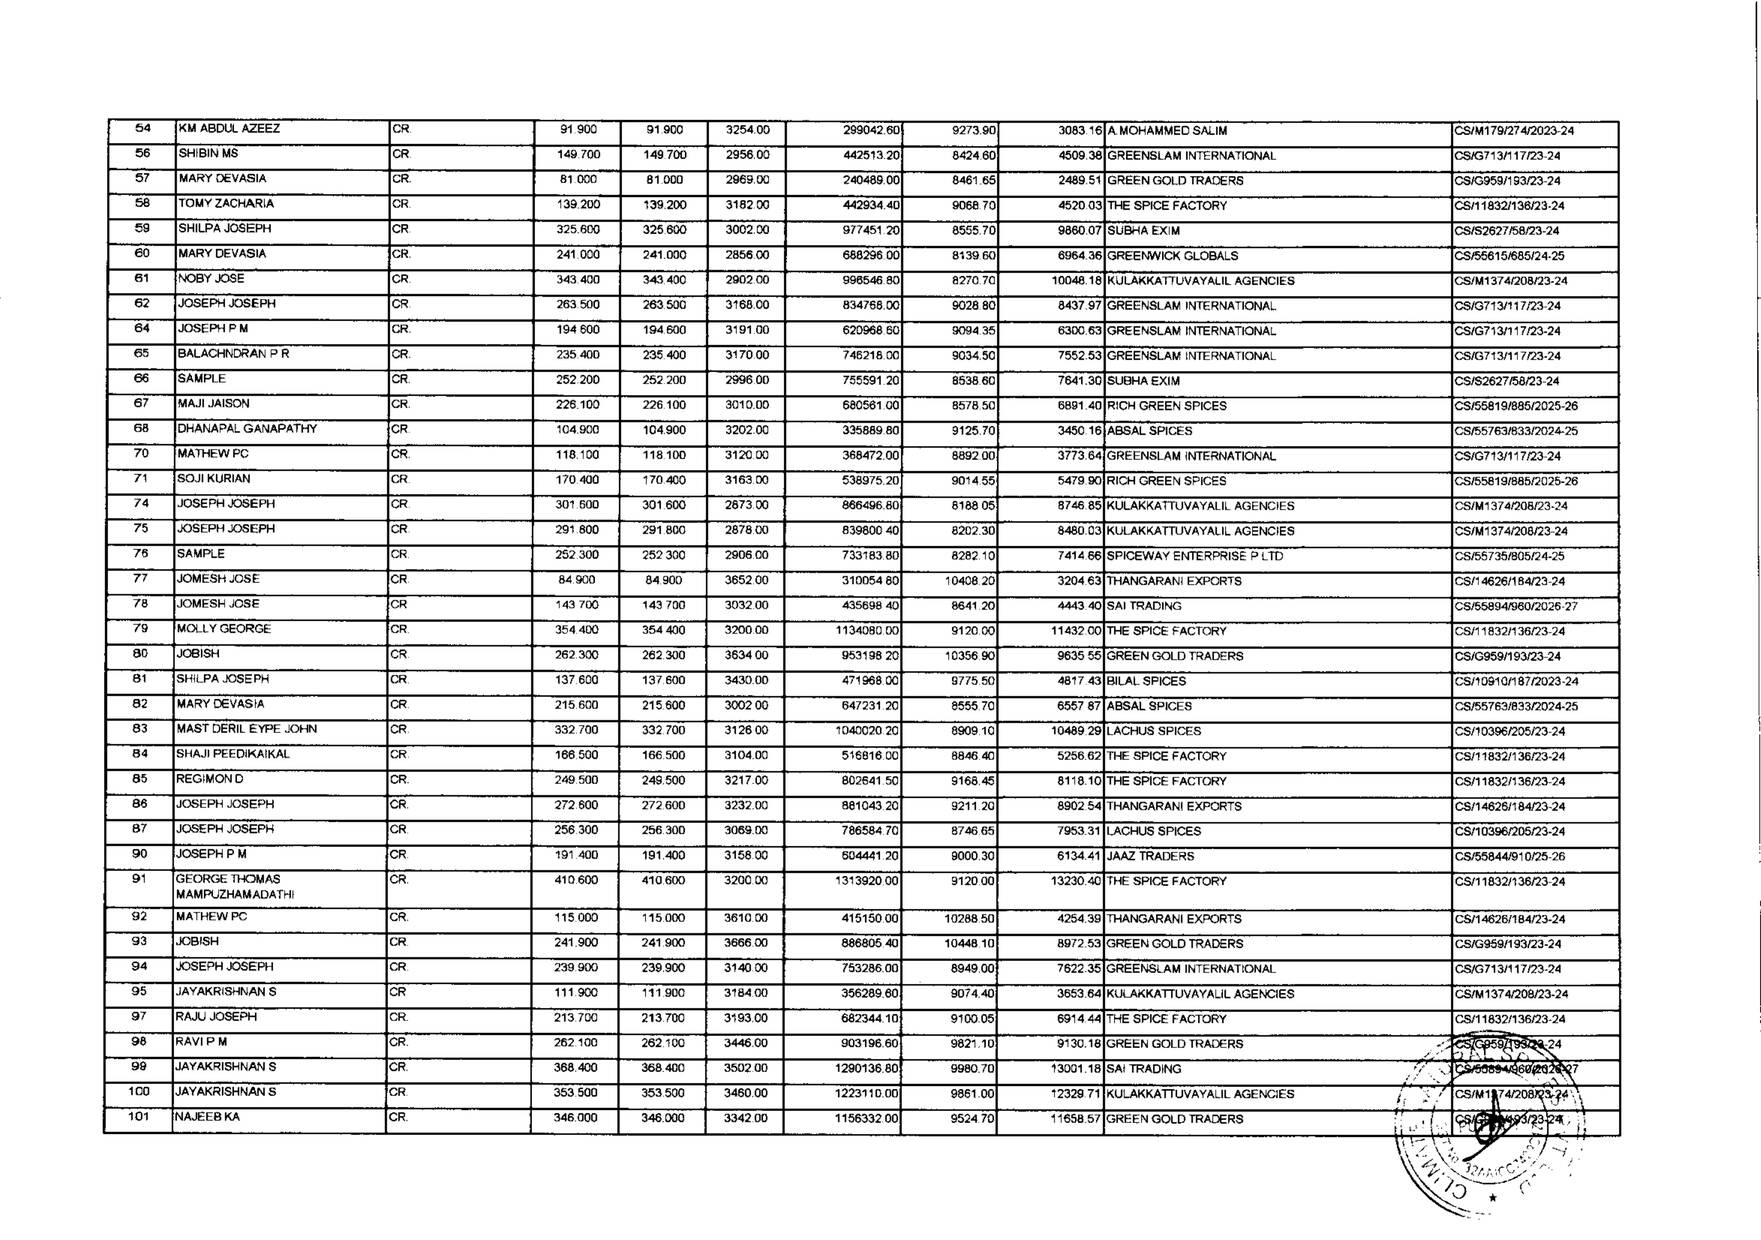 54 KM ABDUL AZEEZ CR. 91.900 91.900 3254.00 299042.60 9273.90 3083.16 A.MOHAMMED SALIM CS/M179/274/2023-24
56 SHIBIN MS CR. 149.700 149.700 2956.00 442513.20 8424.60 4509.38 GREENSLAM INTERNATIONAL CS/G713/117/23-24
57 MARY DEVASIA CR. 81.000 81.000 2969.00 240489.00 8461.65 2489.51 GREEN GOLD TRADERS CS/G959/193/23-24
58 TOMY ZACHARIA CR. 139.200 139.200 3182.00 442934.40 9068.70 4520.03 THE SPICE FACTORY CS/11832/136/23-24
59 SHILPA JOSEPH CR. 325.600 325.600 3002.00 977451.20 8555.70 9860.07 SUBHA EXIM CS/S2627/58/23-24
60 MARY DEVASIA CR. 241.000 241.000 2856.00 688296.00 8139.60 6964.36 GREENWICK GLOBALS CS/55615/685/24-25
61 NOBY JOSE CR. 343.400 343.400 2902.00 996546.80 8270.70 10048.18 KULAKKATTUVAYALIL AGENCIES CS/M1374/208/23-24
62 JOSEPH JOSEPH CR. 263.500 263.500 3168.00 834768.00 9028.80 8437.97 GREENSLAM INTERNATIONAL CS/G713/117/23-24
64 JOSEPH P M CR. 194.600 194.600 3191.00 620968.60 9094.35 6300.63 GREENSLAM INTERNATIONAL CS/G713/117/23-24
65 BALACHNDRAN P R CR. 235.400 235.400 3170.00 746218.00 9034.50 7552.53 GREENSLAM INTERNATIONAL CS/G713/117/23-24
66 SAMPLE CR. 252.200 252.200 2996.00 755591.20 8538.60 7641.30 SUBHA EXIM CS/S2627/58/23-24
67 MAJI JAISON CR. 226.100 226.100 3010.00 680561.00 8578.50 6891.40 RICH GREEN SPICES CS/55819/885/2025-26
68 DHANAPAL GANAPATHY CR. 104.900 104.900 3202.00 335889.80 9125.70 3450.16 ABSAL SPICES CS/55763/833/2024-25
70 MATHEW PC CR. 118.100 118.100 3120.00 368472.00 8892.00 3773.64 GREENSLAM INTERNATIONAL CS/G713/117/23-24
71 SOJI KURIAN CR. 170.400 170.400 3163.00 538975.20 9014.55 5479.90 RICH GREEN SPICES CS/55819/885/2025-26
74 JOSEPH JOSEPH CR. 301.600 301.600 2873.00 866496.80 8188.05 8746.85 KULAKKATTUVAYALIL AGENCIES CS/M1374/208/23-24
75 JOSEPH JOSEPH CR. 291.800 291.800 2878.00 839800.40 8202.30 8480.03 KULAKKATTUVAYALIL AGENCIES CS/M1374/208/23-24
76 SAMPLE CR. 252.300 252.300 2906.00 733183.80 8282.10 7414.66 SPICEWAY ENTERPRISE P LTD CS/55735/805/24-25
77 JOMESH JOSE CR. 84.900 84.900 3652.00 310054.80 10408.20 3204.63 THANGARANI EXPORTS CS/14626/184/23-24
78 JOMESH JOSE CR 143.700 143.700 3032.00 435698.40 8641.20 4443.40 SAI TRADING CS/55894/960/2026-27
79 MOLLY GEORGE CR. 354.400 354.400 3200.00 1134080.00 9120.00 11432.00 THE SPICE FACTORY CS/11832/136/23-24
80 JOBISH CR. 262.300 262.300 3634.00 953198.20 10356.90 9635.55 GREEN GOLD TRADERS CS/G959/193/23-24
81 SHILPA JOSEPH CR. 137.600 137.600 3430.00 471968.00 9775.50 4817.43 BILAL SPICES CS/10910/187/2023-24
82 MARY DEVASIA CR. 215.600 215.600 3002.00 647231.20 8555.70 6557.87 ABSAL SPICES CS/55763/833/2024-25
83 MAST DERIL EYPE JOHN CR. 332.700 332.700 3126.00 1040020.20 8909.10 10489.29 LACHUS SPICES CS/10396/205/23-24
84 SHAJI PEEDIKAIKAL CR. 166.500 166.500 3104.00 516816.00 8846.40 5256.62 THE SPICE FACTORY CS/11832/136/23-24
85 REGIMON D CR. 249.500 249.500 3217.00 802641.50 9168.45 8118.10 THE SPICE FACTORY CS/11832/136/23-24
86 JOSEPH JOSEPH CR. 272.600 272.600 3232.00 881043.20 9211.20 8902.54 THANGARANI EXPORTS CS/14626/184/23-24
87 JOSEPH JOSEPH CR. 256.300 256.300 3069.00 786584.70 8746.65 7953.31 LACHUS SPICES CS/10396/205/23-24
90 JOSEPH P M CR. 191.400 191.400 3158.00 604441.20 9000.30 6134.41 JAAZ TRADERS CS/55844/910/25-26
91 GEORGE THOMAS CR. 410.600 410.600 3200.00 1313920.00 9120.00 13230.40 THE SPICE FACTORY CS/11832/136/23-24
MAMPUZHAMADATHI
92 MATHEW PC CR. 115.000 115.000 3610.00 415150.00 10288.50 4254.39 THANGARANI EXPORTS CS/14626/184/23-24
93 JOBISH CR. 241.900 241.900 3666.00 886805.40 10448.10 8972.53 GREEN GOLD TRADERS CS/G959/193/23-24
94 JOSEPH JOSEPH CR. 239.900 239.900 3140.00 753286.00 8949.00 7622.35 GREENSLAM INTERNATIONAL CS/G713/117/23-24
95 JAYAKRISHNAN S CR 111.900 111.900 3184.00 356289.60 9074.40 3653.64 KULAKKATTUVAYALIL AGENCIES CS/M1374/208/23-24
97 RAJU JOSEPH CR. 213.700 213.700 3193.00 682344.10 9100.05 6914.44 THE SPICE FACTORY CS/11832/136/23-24
98 RAVI P M CR. 262.100 262.100 3446.00 903196.60 9821.10 9130.18 GREEN GOLD TRADERS CS/G959/193/23-24
99 JAYAKRISHNAN S CR. 368.400 368.400 3502.00 1290136.80 9980.70 13001.18 SAI TRADING CS/55894/960/2026-27
100 JAYAKRISHNAN S CR. 353.500 353.500 3460.00 1223110.00 9861.00 12329.71 KULAKKATTUVAYALIL AGENCIES CS/M1374/208/23-24
101 NAJEEB KA CR. 346.000 346.000 3342.00 1156332.00 9524.70 11658.57 GREEN GOLD TRADERS